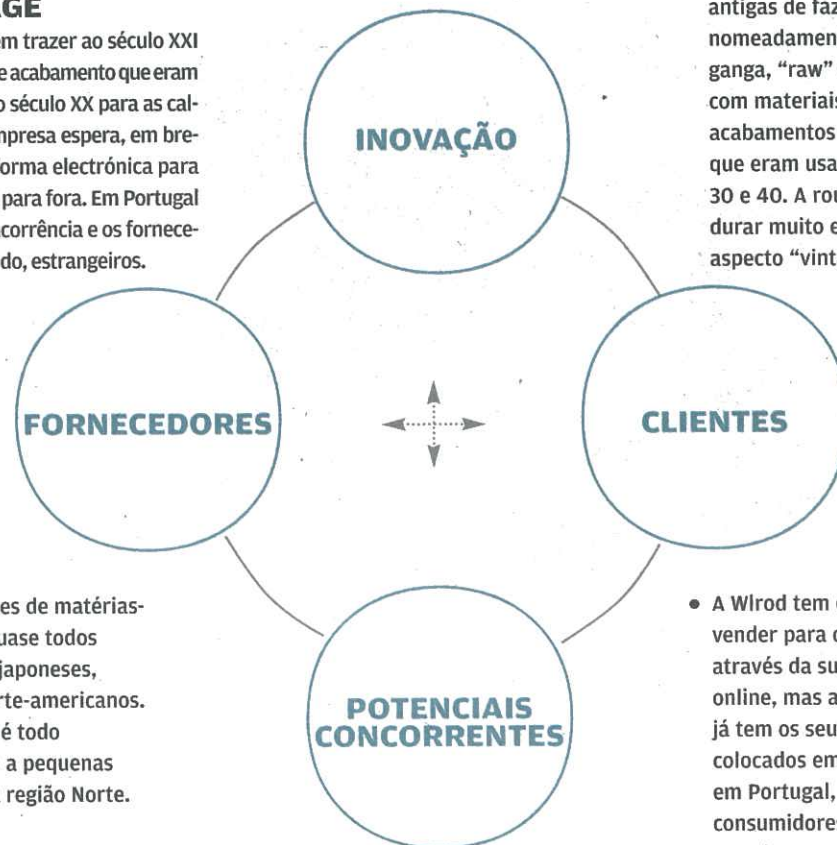 AGE
m trazer ao século XXI
e acabamento que eram
o século XX para as cal-
mpresa espera, em bre-
forma electrónica para
para fora. Em Portugal
ncorrência e os fornece-
do, estrangeiros.
antigas de faz
nomeadamen
ganga, “raw”
com materiais
acabamentos
que eram usa
30 e 40. A rou
durar muito e
aspecto “vint
INOVAÇÃO
FORNECEDORES
CLIENTES
POTENCIAIS
CONCORRENTES
es de matérias-
uase todos
japoneses,
rte-americanos.
é todo
a pequenas
região Norte.
• A Wlrod tem
vender para
através da su
online, mas a
já tem os seu
colocados em
em Portugal,
consumidore